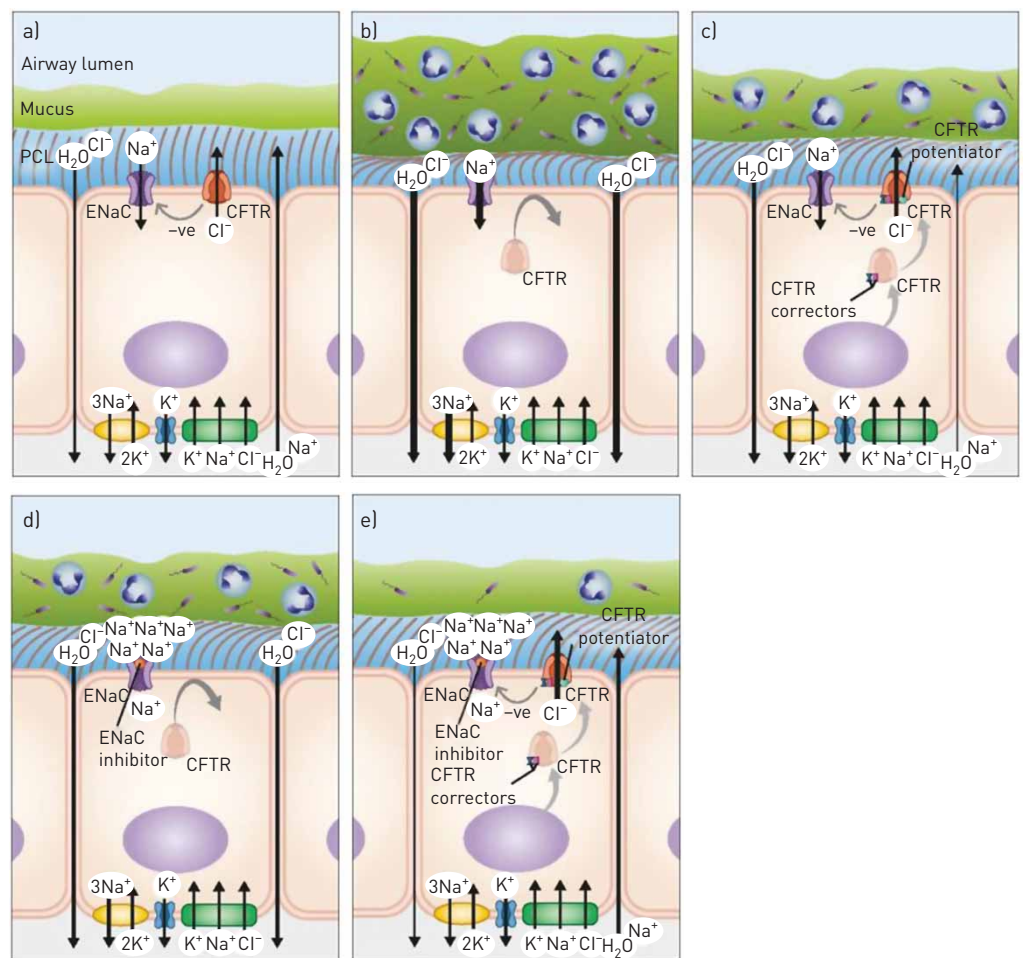 a)
Airway lumen
Mucus
PCL
H₂O
Cl⁻
Na⁺
ENaC
–ve
CFTR
Cl⁻
3Na⁺
2K⁺
K⁺
K⁺ Na⁺ Cl⁻
H₂O
Na⁺
b)
H₂O
Cl⁻
Na⁺
H₂O
Cl⁻
CFTR
3Na⁺
2K⁺
K⁺
K⁺ Na⁺ Cl⁻
c)
CFTR
potentiator
H₂O
Cl⁻
Na⁺
ENaC
–ve
CFTR
Cl⁻
CFTR
CFTR
correctors
3Na⁺
2K⁺
K⁺
K⁺ Na⁺ Cl⁻
H₂O
Na⁺
d)
Cl⁻
Na⁺Na⁺Na⁺
Na⁺Na⁺
H₂O
Cl⁻
H₂O
ENaC
Na⁺
ENaC
inhibitor
CFTR
3Na⁺
2K⁺
K⁺
K⁺ Na⁺ Cl⁻
e)
CFTR
potentiator
Cl⁻
Na⁺Na⁺Na⁺
Na⁺Na⁺
H₂O
ENaC
Na⁺
–ve
CFTR
Cl⁻
ENaC
inhibitor
CFTR
CFTR
correctors
3Na⁺
2K⁺
K⁺
K⁺ Na⁺ Cl⁻
H₂O
Na⁺